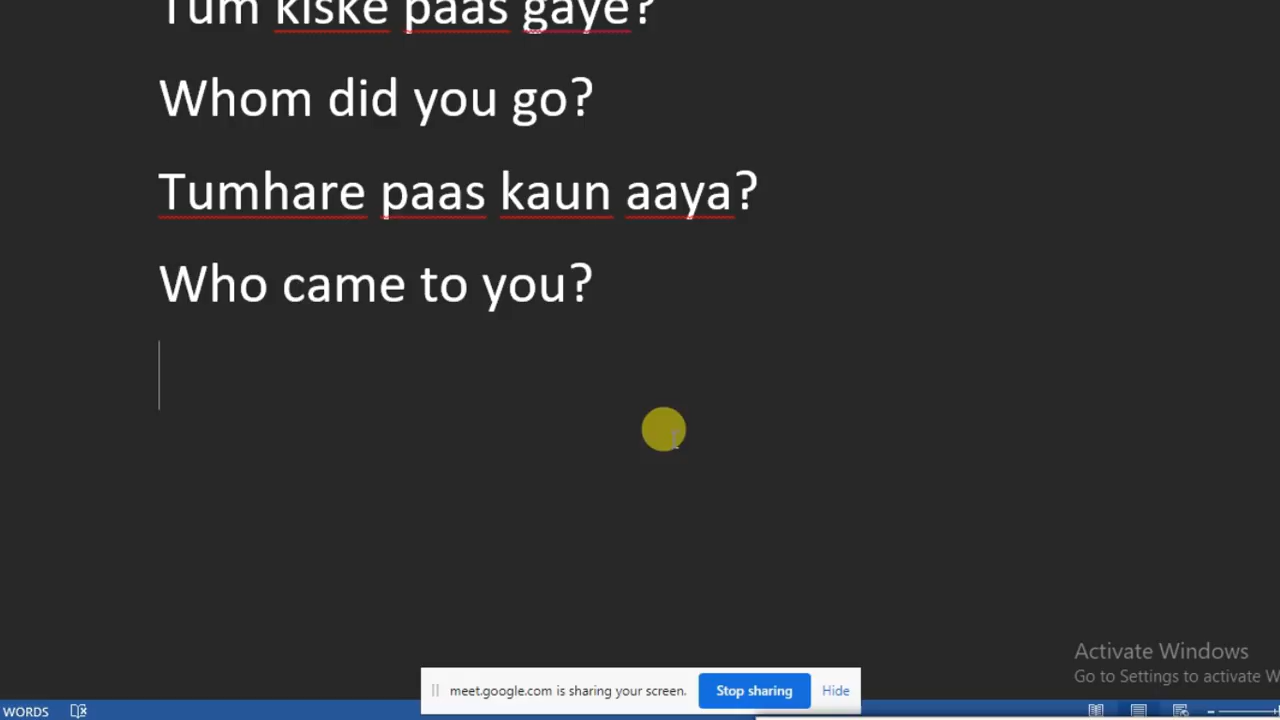 Tum kiske paas gaye?
Whom did you go?
Tumhare paas kaun aaya?
Who came to you?
Activate Windows
Go to Settings to activate W
meet.google.com is sharing your screen. Stop sharing Hide
WORDS